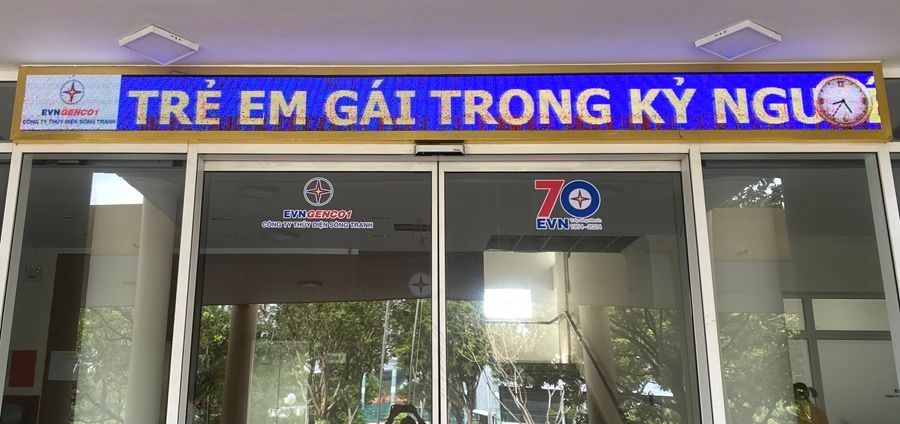 EVNGENCO1
CÔNG TY THỦY ĐIỆN SÔNG TRANH
TRẺ EM GÁI TRONG KỶ NGU
EVNGENCO1
CÔNG TY THỦY ĐIỆN SÔNG TRANH
70
EVN
1954-2024